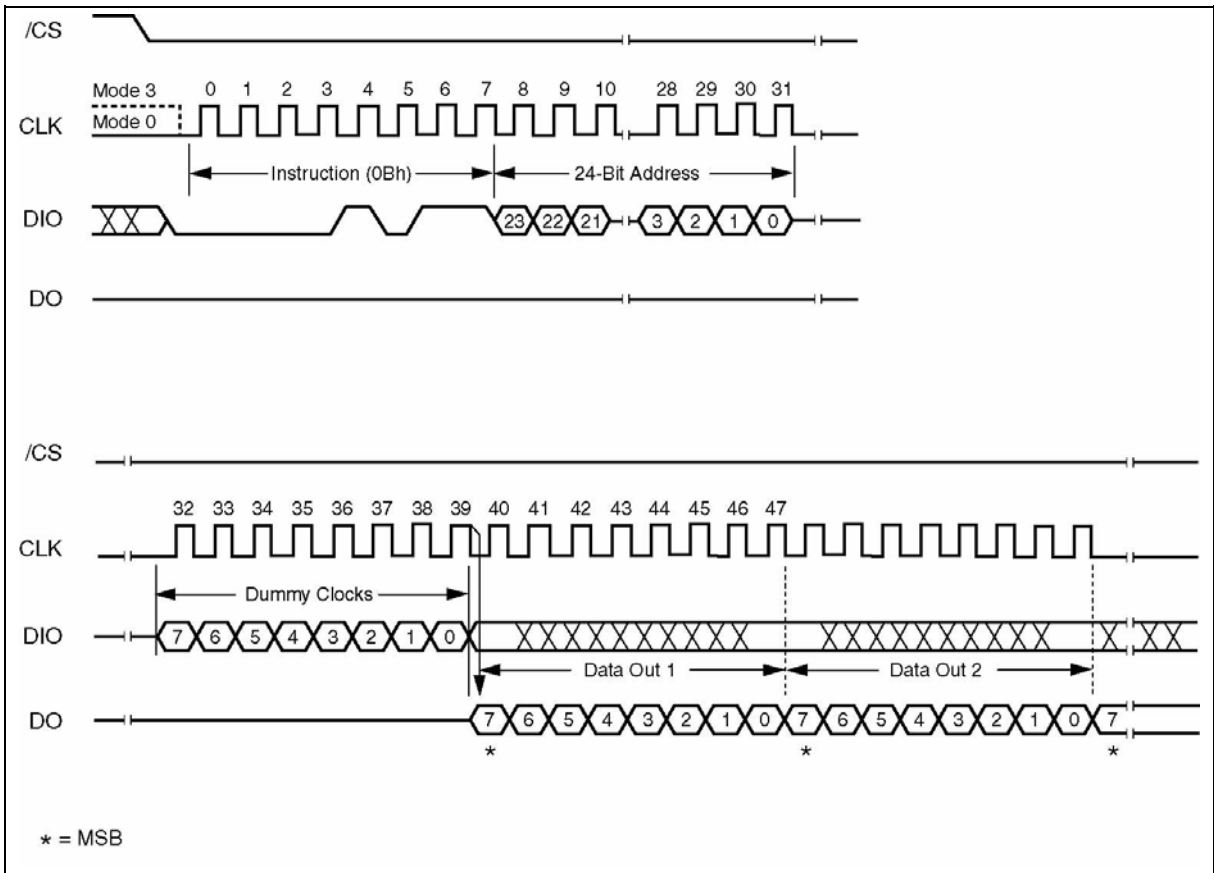 /CS
Mode 3 0 1 2 3 4 5 6 7 8 9 10 28 29 30 31
CLK Mode 0
Instruction (0Bh) 24-Bit Address
DIO 23 22 21 3 2 1 0
DO
/CS
32 33 34 35 36 37 38 39 40 41 42 43 44 45 46 47
CLK
Dummy Clocks
DIO 7 6 5 4 3 2 1 0
Data Out 1 Data Out 2
DO 7 6 5 4 3 2 1 0 7 6 5 4 3 2 1 0 7
* * *
* = MSB